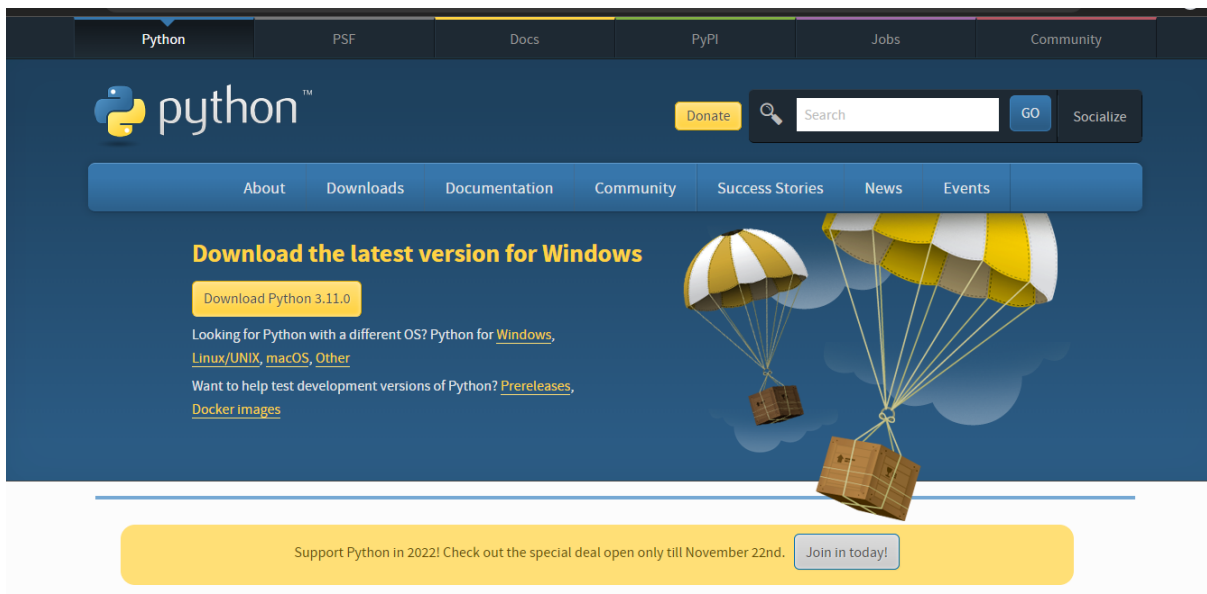 Python PSF Docs PyPI Jobs Community
python™
Donate Search GO Socialize
About Downloads Documentation Community Success Stories News Events
Download the latest version for Windows
Download Python 3.11.0
Looking for Python with a different OS? Python for Windows,
Linux/UNIX, macOS, Other
Want to help test development versions of Python? Prereleases,
Docker images
Support Python in 2022! Check out the special deal open only till November 22nd. Join in today!